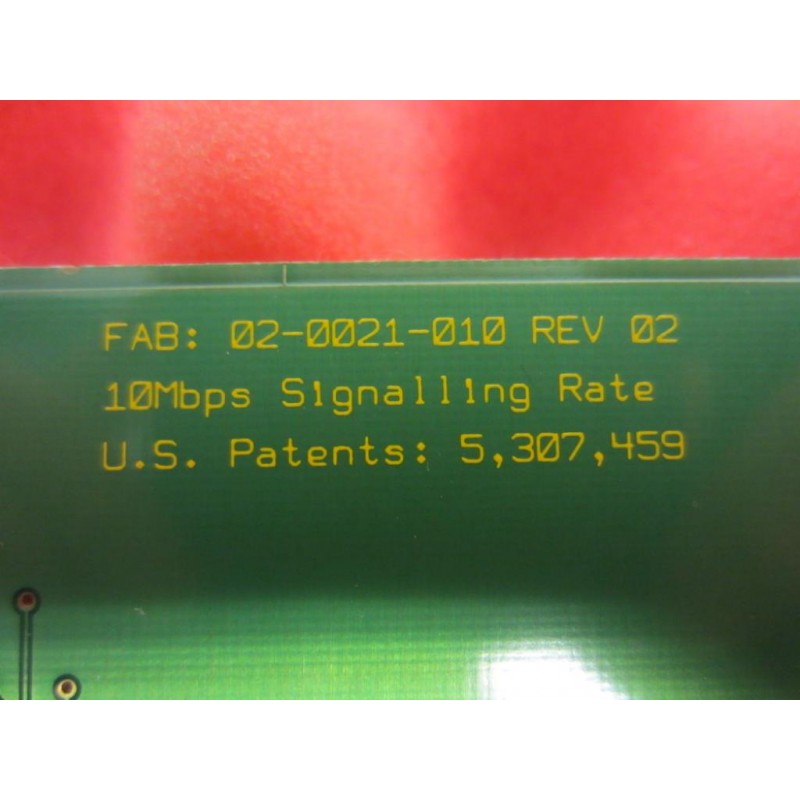 FAB: 02-0021-010 REV 02
10Mbps Signalling Rate
U.S. Patents: 5,307,459